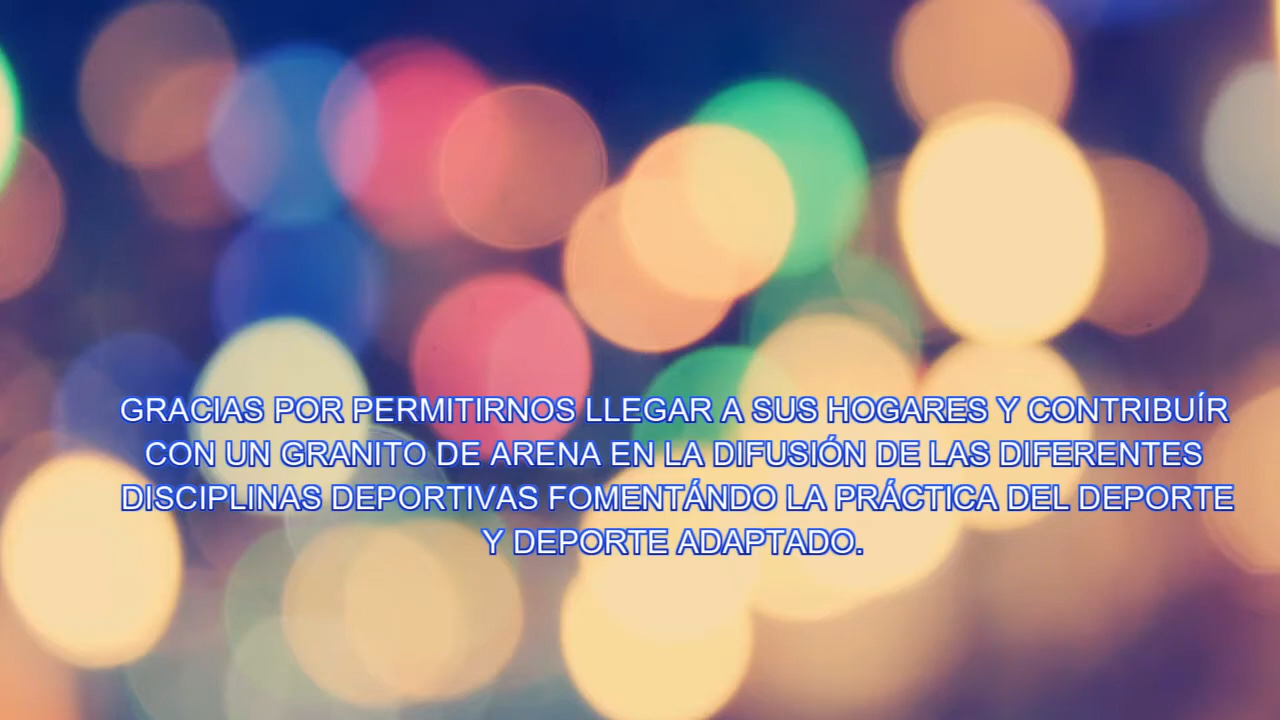 GRACIAS POR PERMITIRNOS LLEGAR A SUS HOGARES Y CONTRIBUÍR
CON UN GRANITO DE ARENA EN LA DIFUSIÓN DE LAS DIFERENTES
DISCIPLINAS DEPORTIVAS FOMENTÁNDO LA PRÁCTICA DEL DEPORTE
Y DEPORTE ADAPTADO.